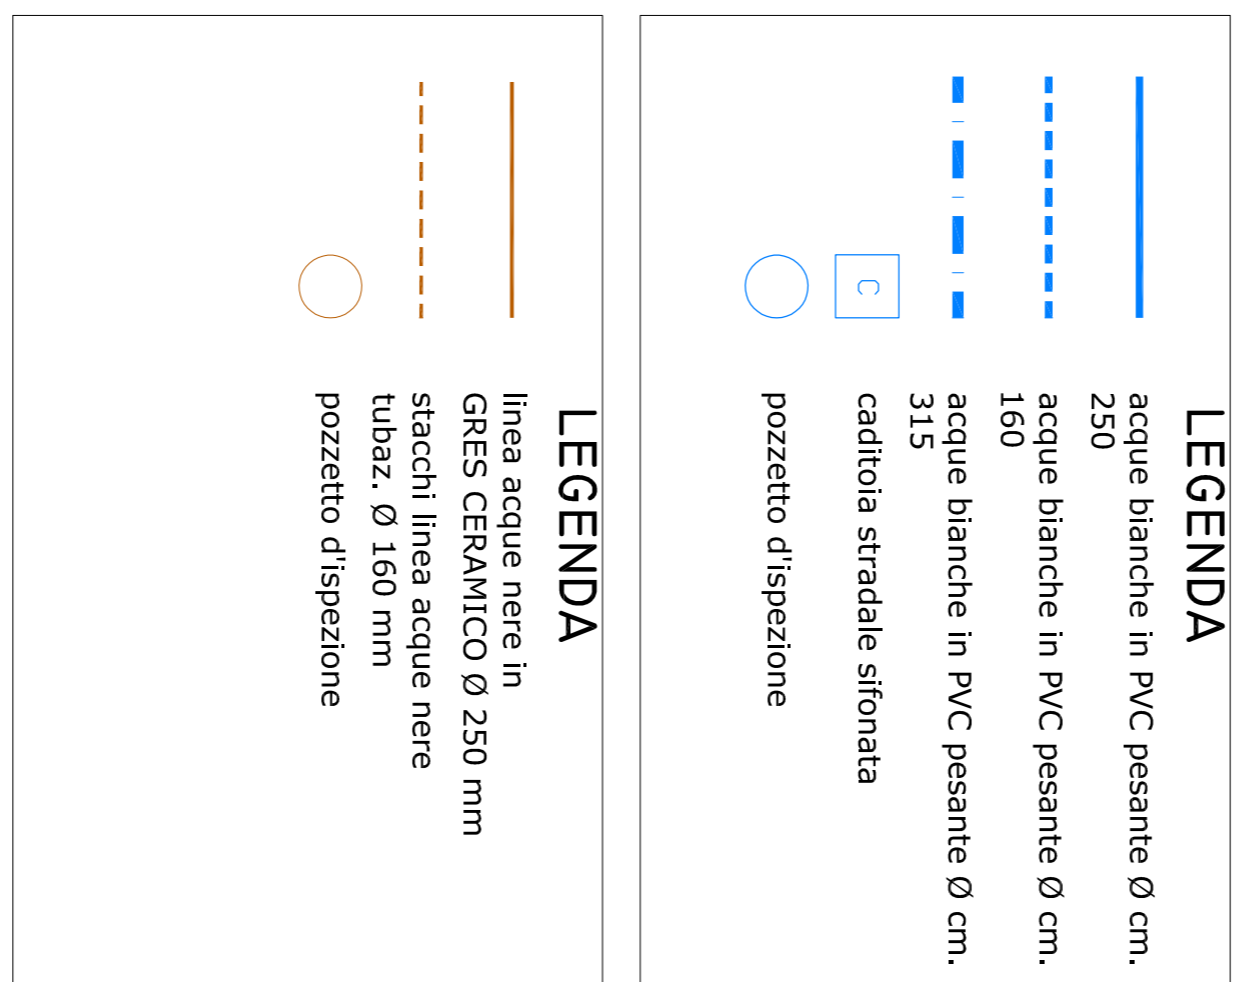 LEGENDA
acque bianche in PVC pesante Ø cm.
250
acque bianche in PVC pesante Ø cm.
160
acque bianche in PVC pesante Ø cm.
315
C
caditoia stradale sifonata
pozzetto d'ispezione
LEGENDA
linea acque nere in
GRES CERAMICO Ø 250 mm
stacchi linea acque nere
tubaz. Ø 160 mm
pozzetto d'ispezione